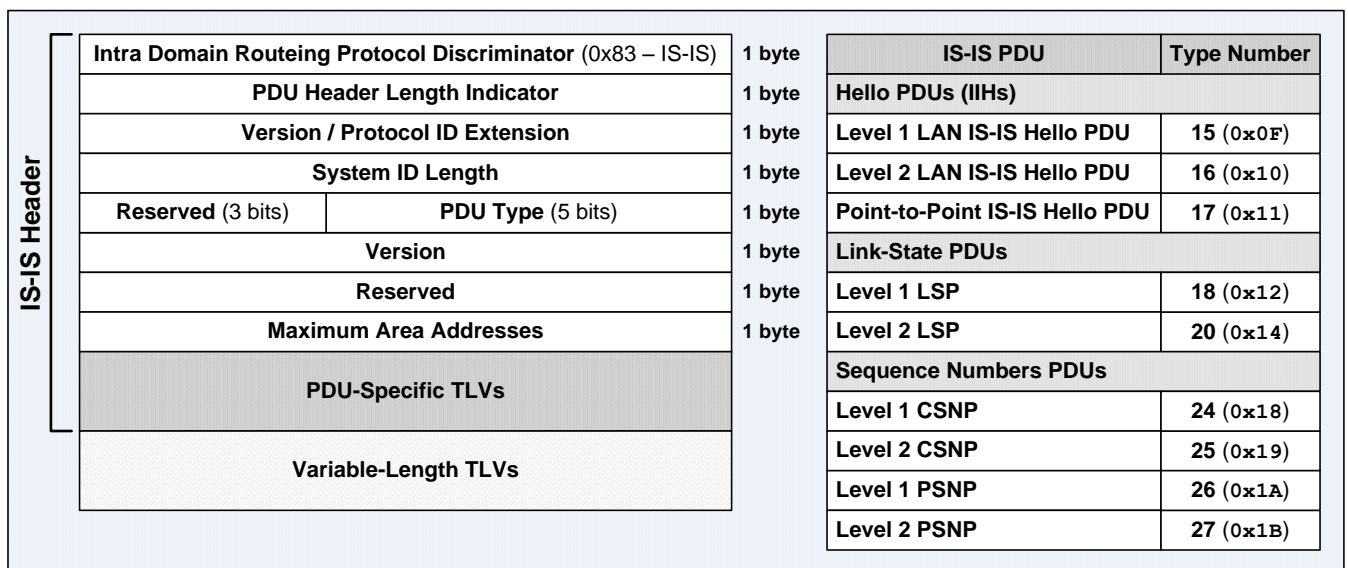 IS-IS Header
Intra Domain Routeing Protocol Discriminator (0x83 – IS-IS) 1 byte
PDU Header Length Indicator 1 byte
Version / Protocol ID Extension 1 byte
System ID Length 1 byte
Reserved (3 bits) PDU Type (5 bits) 1 byte
Version 1 byte
Reserved 1 byte
Maximum Area Addresses 1 byte
PDU-Specific TLVs
Variable-Length TLVs
IS-IS PDU Type Number
Hello PDUs (IIHs)
Level 1 LAN IS-IS Hello PDU 15 (0x0F)
Level 2 LAN IS-IS Hello PDU 16 (0x10)
Point-to-Point IS-IS Hello PDU 17 (0x11)
Link-State PDUs
Level 1 LSP 18 (0x12)
Level 2 LSP 20 (0x14)
Sequence Numbers PDUs
Level 1 CSNP 24 (0x18)
Level 2 CSNP 25 (0x19)
Level 1 PSNP 26 (0x1A)
Level 2 PSNP 27 (0x1B)